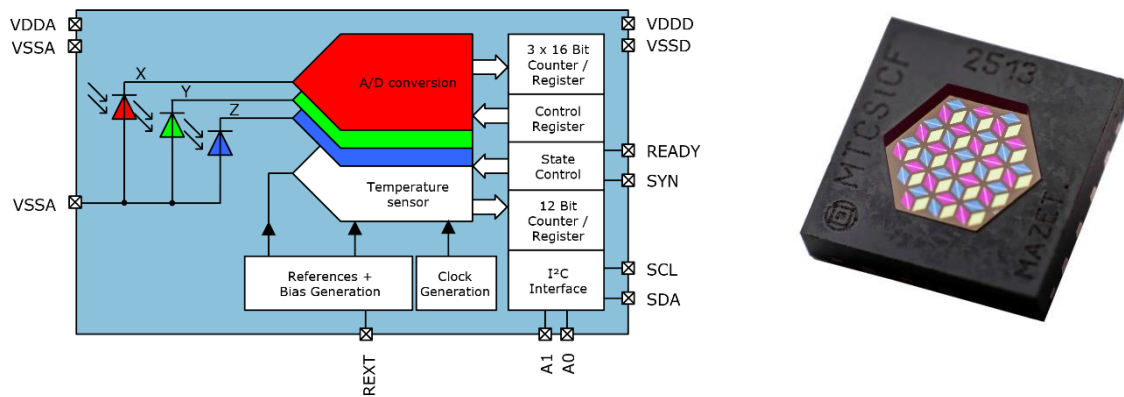 VDDA
VSSA
VDDD
VSSD
X
Y
Z
A/D conversion
3 x 16 Bit
Counter /
Register
Control
Register
State
Control
READY
SYN
VSSA
Temperature
sensor
12 Bit
Counter /
Register
References +
Bias Generation
Clock
Generation
I²C
Interface
SCL
SDA
REXT
A1
A0
2513
MTCSICF
MAZET